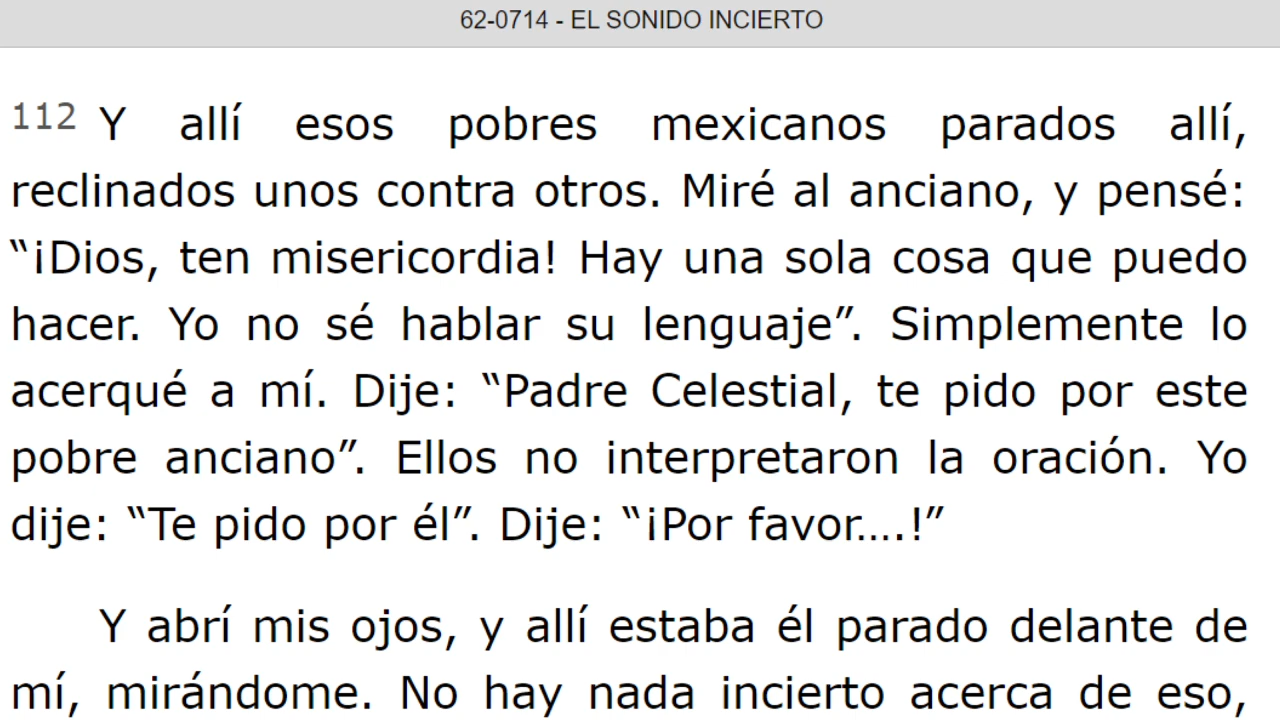 62-0714 - EL SONIDO INCIERTO
112 Y allí esos pobres mexicanos parados allí,
reclinados unos contra otros. Miré al anciano, y pensé:
“¡Dios, ten misericordia! Hay una sola cosa que puedo
hacer. Yo no sé hablar su lenguaje”. Simplemente lo
acerqué a mí. Dije: “Padre Celestial, te pido por este
pobre anciano”. Ellos no interpretaron la oración. Yo
dije: “Te pido por él”. Dije: “¡Por favor….!”
Y abrí mis ojos, y allí estaba él parado delante de
mí, mirándome. No hay nada incierto acerca de eso,